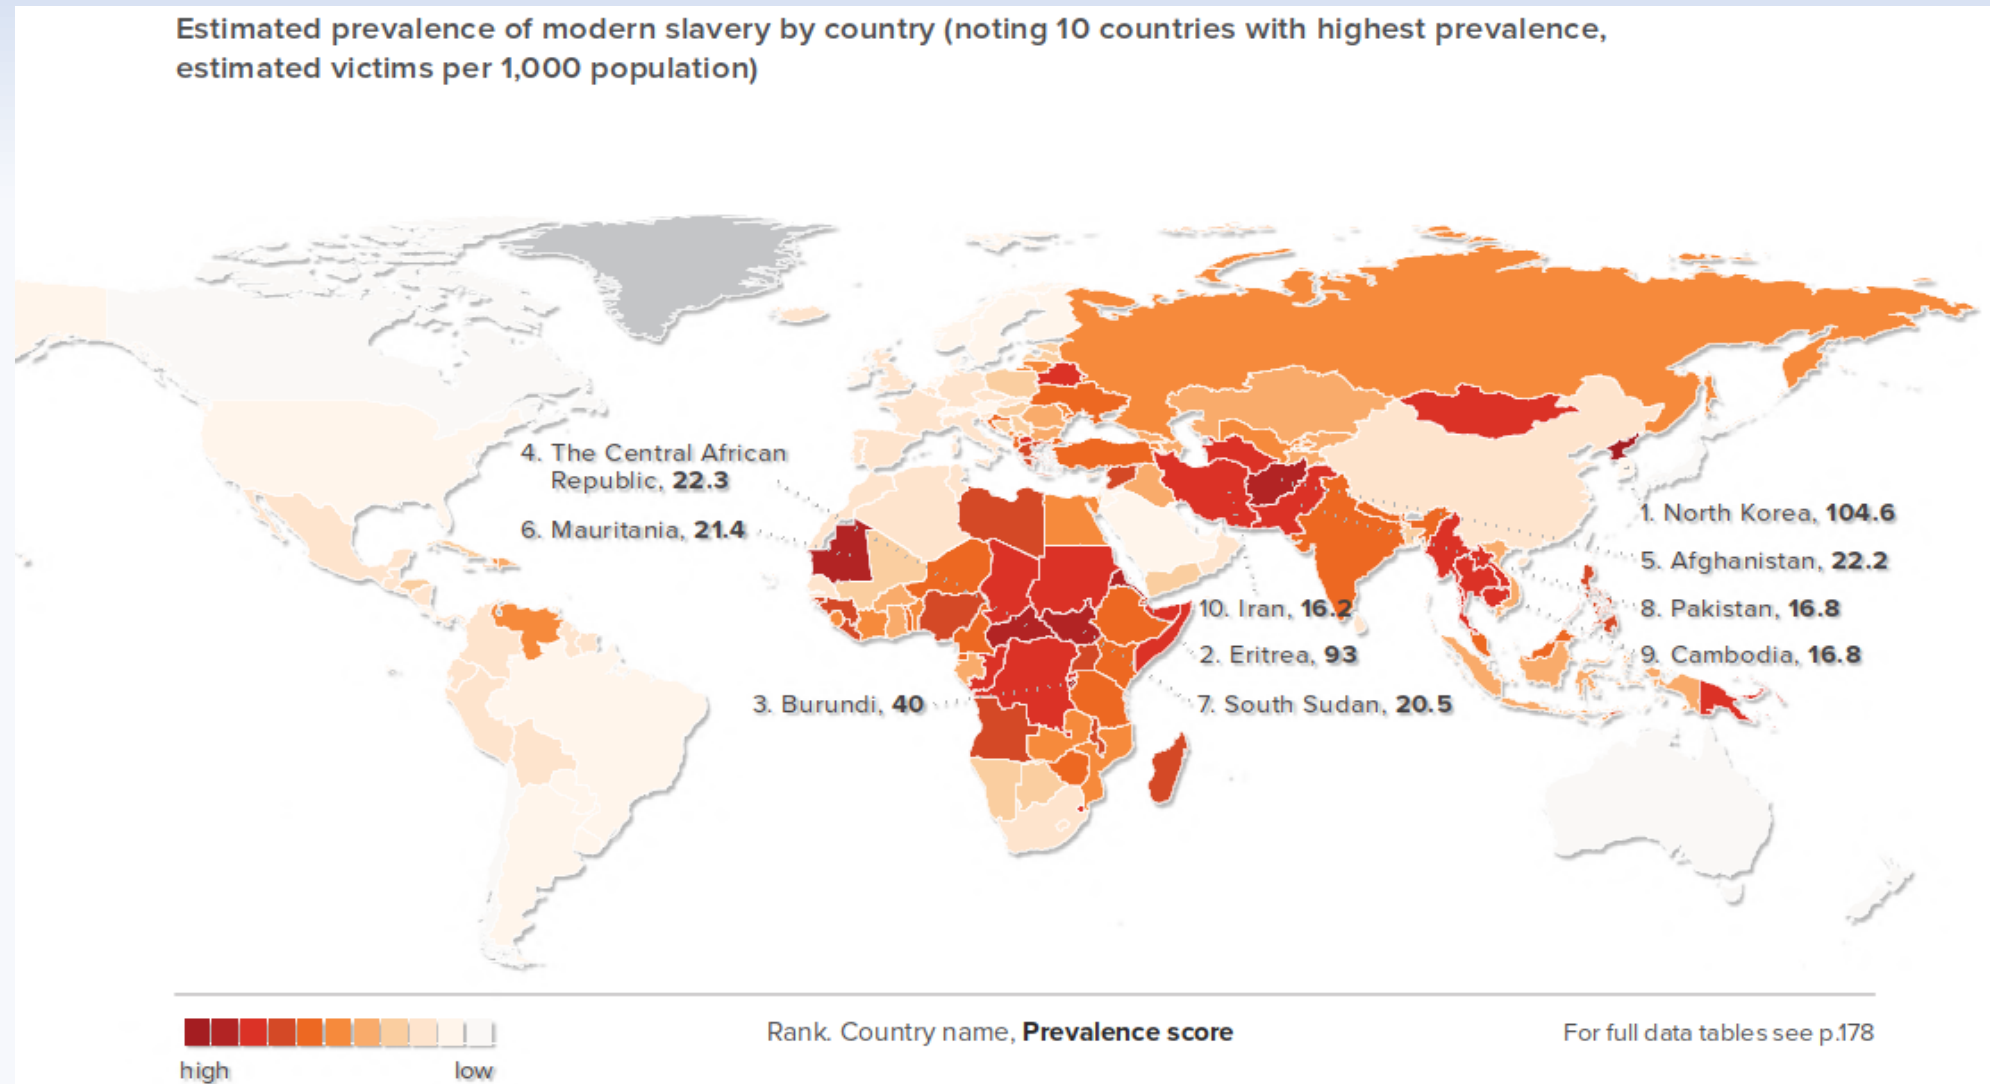 Estimated prevalence of modern slavery by country (noting 10 countries with highest prevalence,
estimated victims per 1,000 population)
4. The Central African
Republic, 22.3
6. Mauritania, 21.4
3. Burundi, 40
10. Iran, 16.2
2. Eritrea, 93
7. South Sudan, 20.5
1. North Korea, 104.6
5. Afghanistan, 22.2
8. Pakistan, 16.8
9. Cambodia, 16.8
high
low
Rank. Country name, Prevalence score
For full data tables see p.178